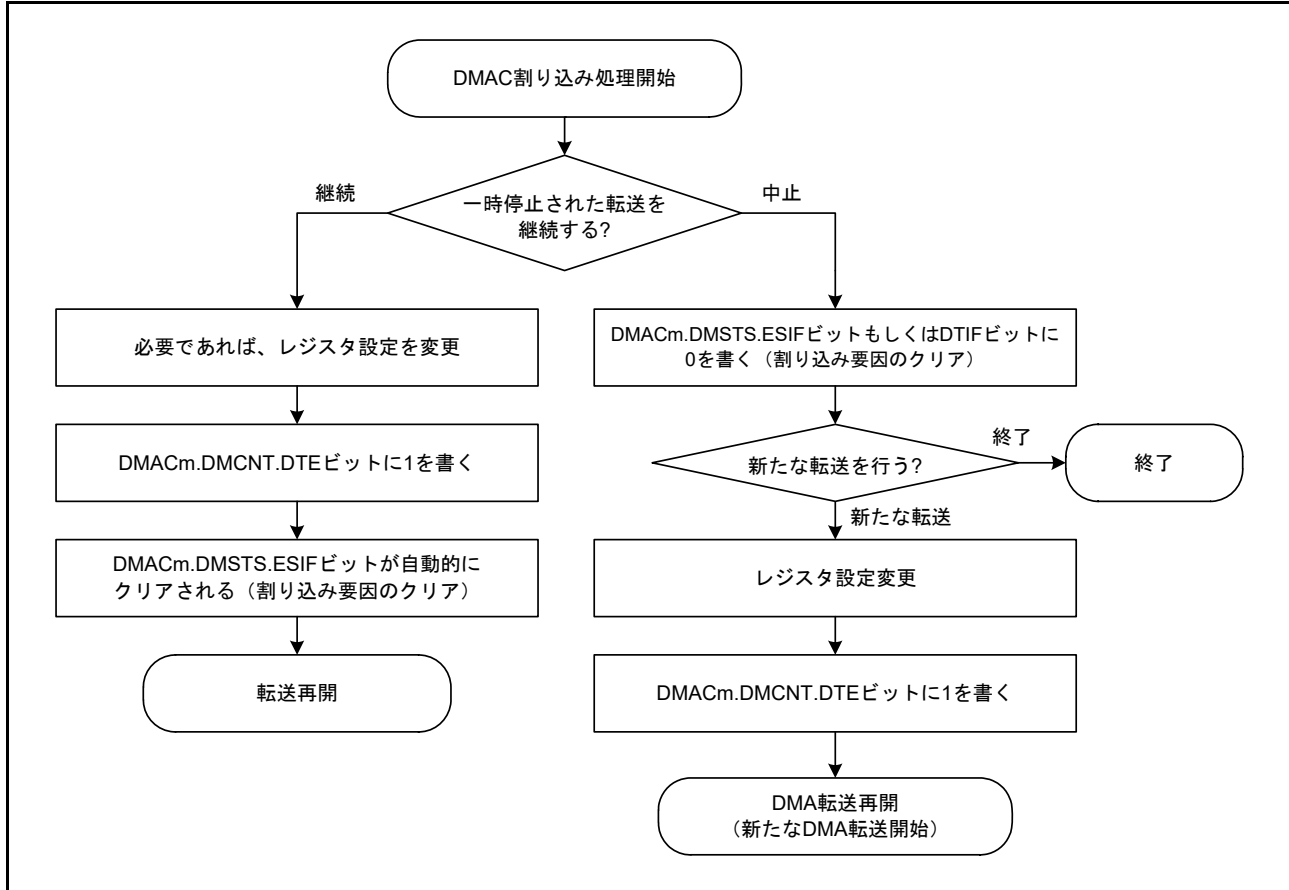 DMAC割り込み処理開始
一時停止された転送を
継続する?
継続
中止
必要であれば、レジスタ設定を変更
DMACm.DMCNT.DTEビットに1を書く
DMACm.DMSTS.ESIFビットが自動的に
クリアされる（割り込み要因のクリア）
転送再開
DMACm.DMSTS.ESIFビットもしくはDTIFビットに
0を書く（割り込み要因のクリア）
新たな転送を行う?
終了
終了
新たな転送
レジスタ設定変更
DMACm.DMCNT.DTEビットに1を書く
DMA転送再開
（新たなDMA転送開始）